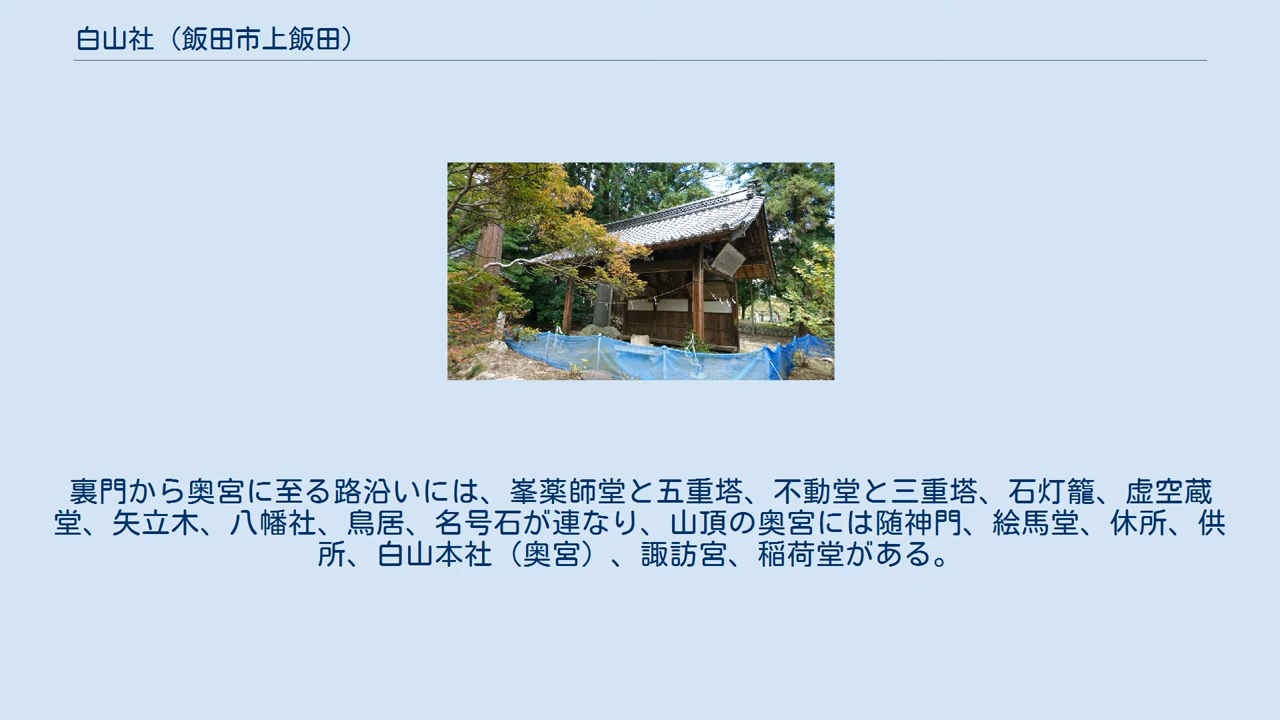 白山社（飯田市上飯田）
裏門から奥宮に至る路沿いには、峯薬師堂と五重塔、不動堂と三重塔、石灯籠、虚空蔵
堂、矢立木、八幡社、鳥居、名号石が連なり、山頂の奥宮には随神門、絵馬堂、休所、供
所、白山本社（奥宮）、諏訪宮、稲荷堂がある。